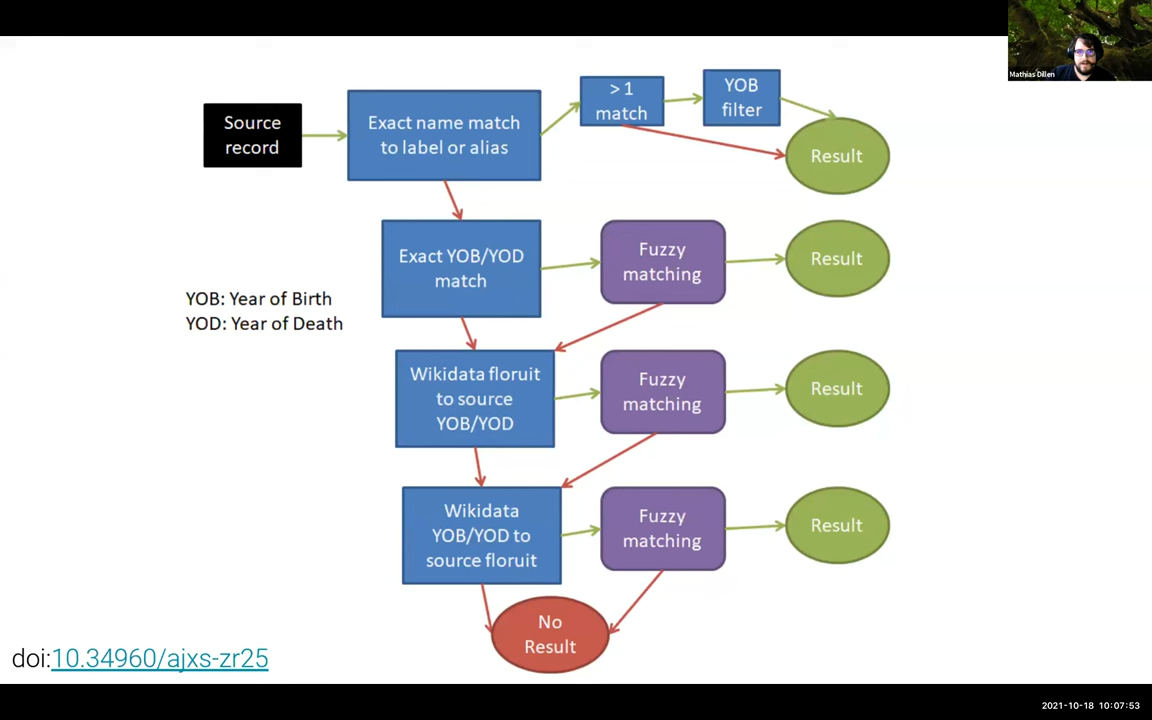 Mathias Dillen
Source
record
Exact name match
to label or alias
> 1
match
YOB
filter
Result
Exact YOB/YOD
match
Fuzzy
matching
Result
YOB: Year of Birth
YOD: Year of Death
Wikidata floruit
to source
YOB/YOD
Fuzzy
matching
Result
Wikidata
YOB/YOD to
source floruit
Fuzzy
matching
Result
No
Result
doi:10.34960/ajxs-zr25
2021-10-18 10:07:53